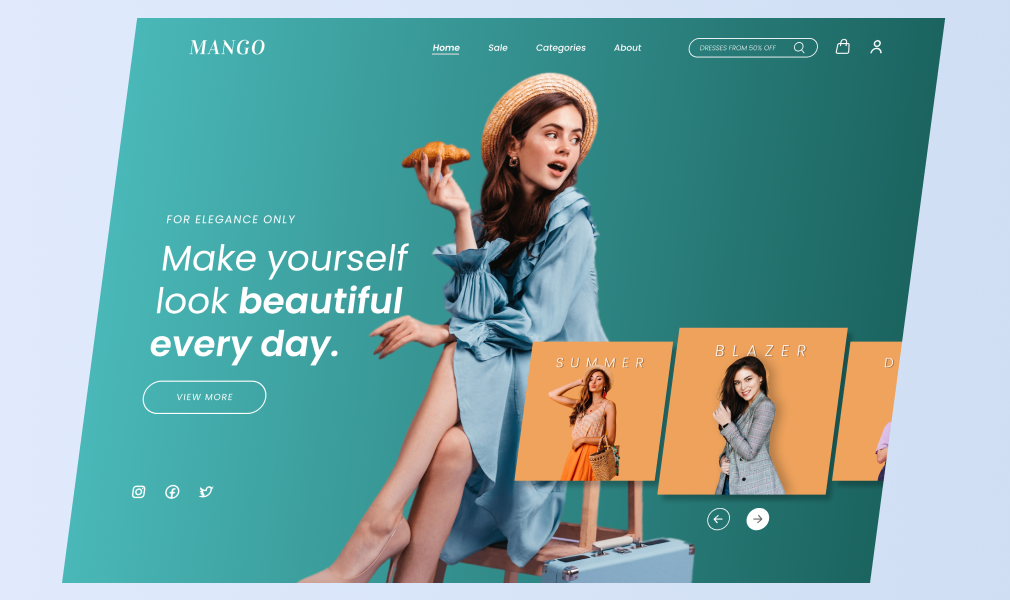 MANGO
Home Sale Categories About
DRESSES FROM 50% OFF
FOR ELEGANCE ONLY
Make yourself
look beautiful
every day.
VIEW MORE
SUMMER
BLAZER
D